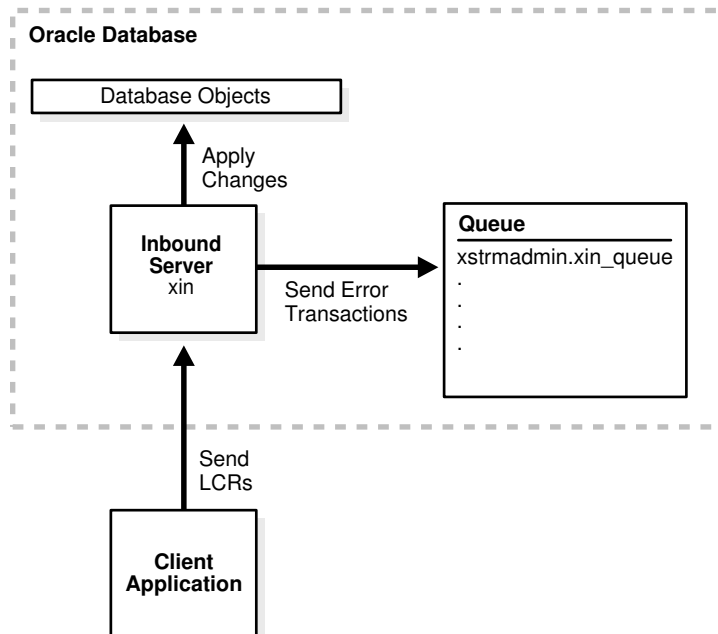 Oracle Database
Database Objects
Apply
Changes
Inbound
Server
xin
Send Error
Transactions
Queue
xstrmadmin.xin_queue
.
.
.
.
Send
LCRs
Client
Application